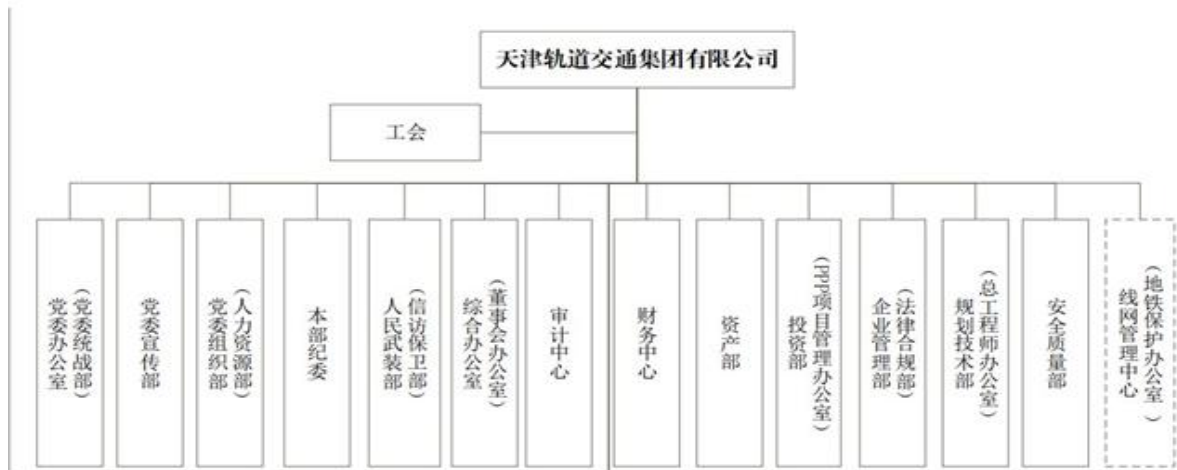 天津轨道交通集团有限公司
工会
党委办公室
（党委统战部）
党委宣传部
党委组织部
（人力资源部）
本部纪委
人民武装部
（信访保卫部）
综合办公室
（董事会办公室）
审计中心
财务中心
资产部
投资部
（PPP项目管理办公室）
企业管理部
（法律合规部）
规划技术部
（总工程师办公室）
安全质量部
线网管理中心
（地铁保护办公室）